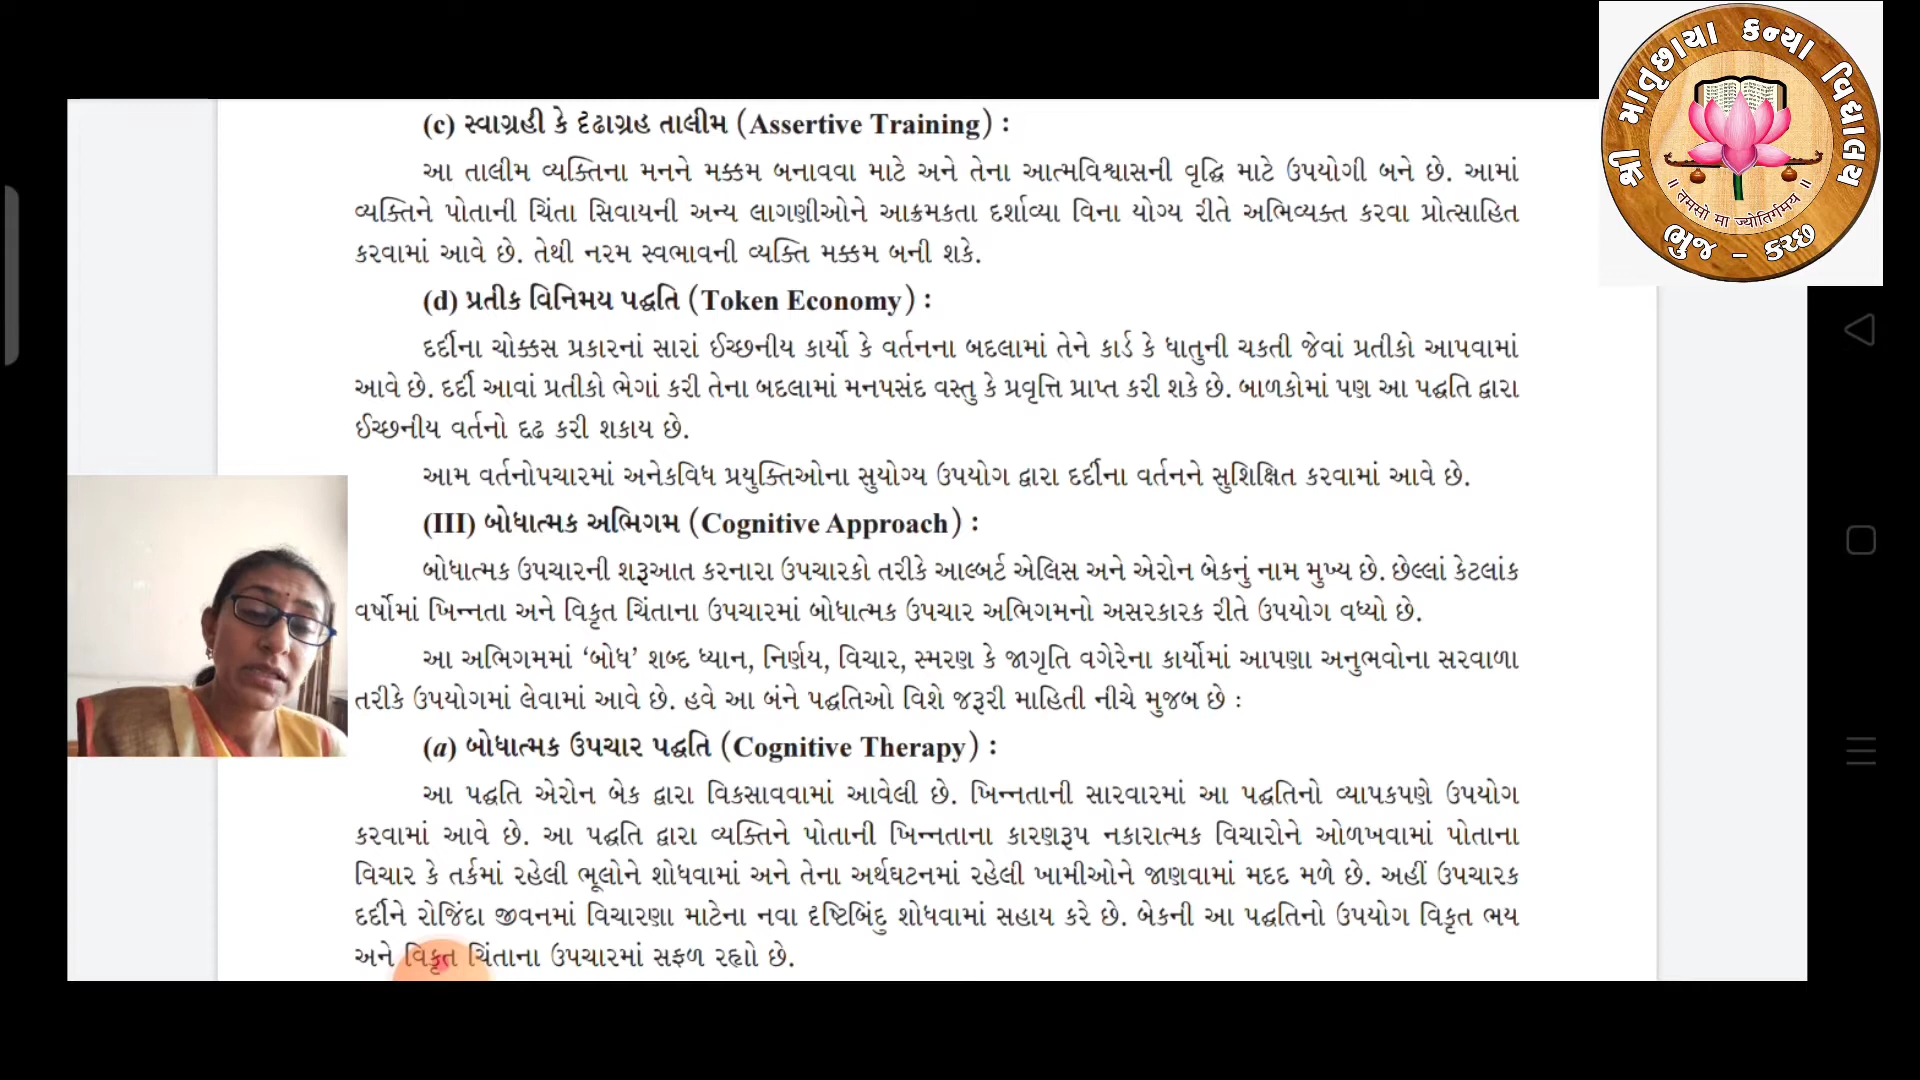 (c) સ્વાગ્રહી કે દંઢાગ્રહ તાલીમ (Assertive Training) :
આ તાલીમ વ્યક્તિના મનને મક્કમ બનાવવા માટે અને તેના આત્મવિશ્વાસની વૃદ્ધિ માટે ઉપયોગી બને છે. આમાં
વ્યક્તિને પોતાની ચિંતા સિવાયની અન્ય લાગણીઓને આક્રમકતા દર્શાવ્યા વિના યોગ્ય રીતે અભિવ્યક્ત કરવા પ્રોત્સાહિત
કરવામાં આવે છે. તેથી નરમ સ્વભાવની વ્યક્તિ મક્કમ બની શકે.
(d) પ્રતીક વિનિમય પદ્ધતિ (Token Economy) :
દર્દીના ચોક્કસ પ્રકારનાં સારાં ઈચ્છનીય કાર્યો કે વર્તનના બદલામાં તેને કાર્ડ કે ધાતુની ચકતી જેવાં પ્રતીકો આપવામાં
આવે છે. દર્દી આવાં પ્રતીકો ભેગાં કરી તેના બદલામાં મનપસંદ વસ્તુ કે પ્રવૃત્તિ પ્રાપ્ત કરી શકે છે. બાળકોમાં પણ આ પદ્ધતિ દ્વારા
ઈચ્છનીય વર્તનો દૃઢ કરી શકાય છે.
આમ વર્તનોપચારમાં અનેકવિધ પ્રયુક્તિઓના સુયોગ્ય ઉપયોગ દ્વારા દર્દીના વર્તનને સુશિક્ષિત કરવામાં આવે છે.
(III) બોધાત્મક અભિગમ (Cognitive Approach) :
બોધાત્મક ઉપચારની શરૂઆત કરનારા ઉપચારકો તરીકે આલ્બર્ટ એલિસ અને એરોન બેકનું નામ મુખ્ય છે. છેલ્લાં કેટલાંક
વર્ષોમાં ખિન્નતા અને વિકૃત ચિંતાના ઉપચારમાં બોધાત્મક ઉપચાર અભિગમનો અસરકારક રીતે ઉપયોગ વધ્યો છે.
આ અભિગમમાં ‘બોધ’ શબ્દ ધ્યાન, નિર્ણય, વિચાર, સ્મરણ કે જાગૃતિ વગેરેના કાર્યોમાં આપણા અનુભવોના સરવાળા
તરીકે ઉપયોગમાં લેવામાં આવે છે. હવે આ બંને પદ્ધતિઓ વિશે જરૂરી માહિતી નીચે મુજબ છે :
(a) બોધાત્મક ઉપચાર પદ્ધતિ (Cognitive Therapy) :
આ પદ્ધતિ એરોન બેક દ્વારા વિકસાવવામાં આવેલી છે. ખિન્નતાની સારવારમાં આ પદ્ધતિનો વ્યાપકપણે ઉપયોગ
કરવામાં આવે છે. આ પદ્ધતિ દ્વારા વ્યક્તિને પોતાની ખિન્નતાના કારણરૂપ નકારાત્મક વિચારોને ઓળખવામાં પોતાના
વિચાર કે તર્કમાં રહેલી ભૂલોને શોધવામાં અને તેના અર્થઘટનમાં રહેલી ખામીઓને જાણવામાં મદદ મળે છે. અહીં ઉપચારક
દર્દીને રોજિંદા જીવનમાં વિચારણા માટેના નવા દૃષ્ટિબિંદુ શોધવામાં સહાય કરે છે. બેકની આ પદ્ધતિનો ઉપયોગ વિકૃત ભય
અને વિકૃત ચિંતાના ઉપચારમાં સફળ રહ્યો છે.
શ્રી માતૃછાયા કન્યા વિદ્યાલય
॥ તમસો મા જ્યોતિર્ગમય ॥
ભુજ - કચ્છ